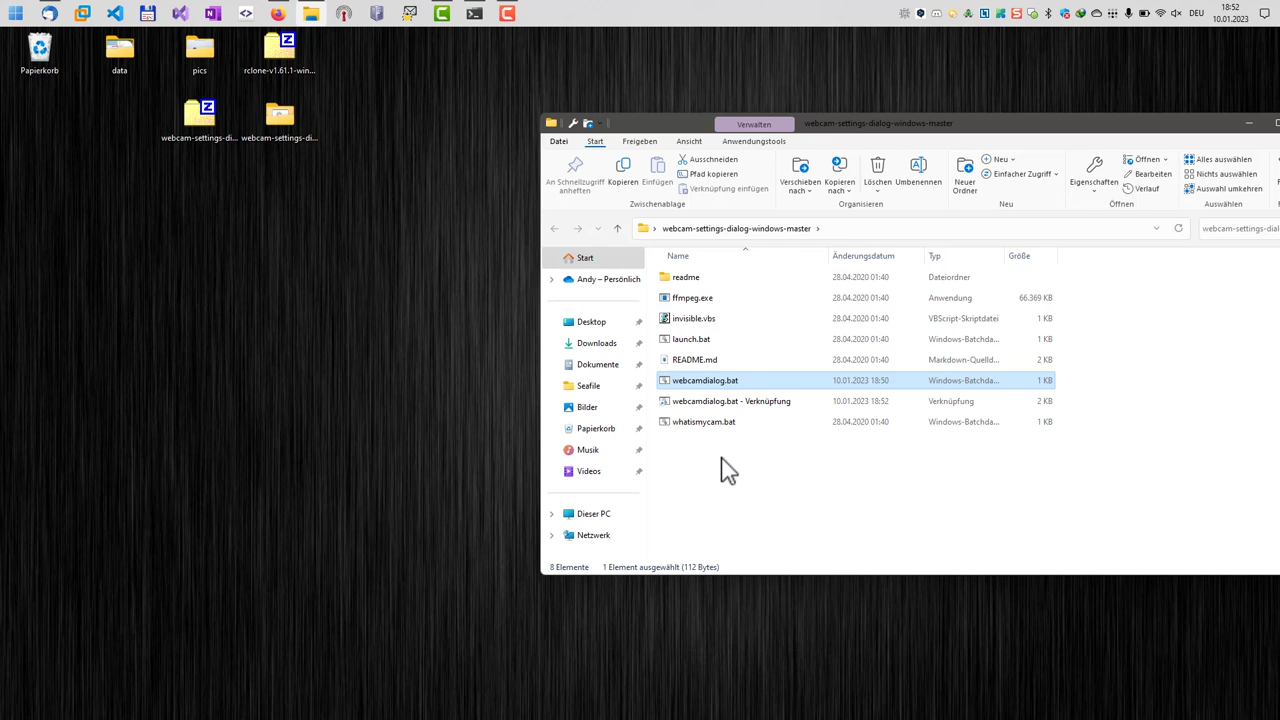 18:52
DEU
10.01.2023
Papierkorb
data
pics
rclone-v1.61.1-win...
webcam-settings-di...
webcam-settings-di...
Verwalten
webcam-settings-dialog-windows-master
Datei
Start
Freigeben
Ansicht
Anwendungstools
An Schnellzugriff
anheften
Kopieren
Einfügen
Ausschneiden
Pfad kopieren
Verknüpfung einfügen
Zwischenablage
Verschieben
nach
Kopieren
nach
Löschen
Umbenennen
Organisieren
Neuer
Ordner
Neu
Einfacher Zugriff
Neu
Eigenschaften
Öffnen
Bearbeiten
Verlauf
Öffnen
Alles auswählen
Nichts auswählen
Auswahl umkehren
Auswählen
webcam-settings-dialog-windows-master
webcam-settings-dial
Name
Änderungsdatum
Typ
Größe
readme
28.04.2020 01:40
Dateiordner
ffmpeg.exe
28.04.2020 01:40
Anwendung
66.369 KB
invisible.vbs
28.04.2020 01:40
VBScript-Skriptdatei
1 KB
launch.bat
28.04.2020 01:40
Windows-Batchda...
1 KB
README.md
28.04.2020 01:40
Markdown-Quelld...
2 KB
webcamdialog.bat
10.01.2023 18:50
Windows-Batchda...
1 KB
webcamdialog.bat - Verknüpfung
10.01.2023 18:52
Verknüpfung
2 KB
whatismycam.bat
28.04.2020 01:40
Windows-Batchda...
1 KB
Start
Andy – Persönlich
Desktop
Downloads
Dokumente
Seafile
Bilder
Papierkorb
Musik
Videos
Dieser PC
Netzwerk
8 Elemente
1 Element ausgewählt (112 Bytes)